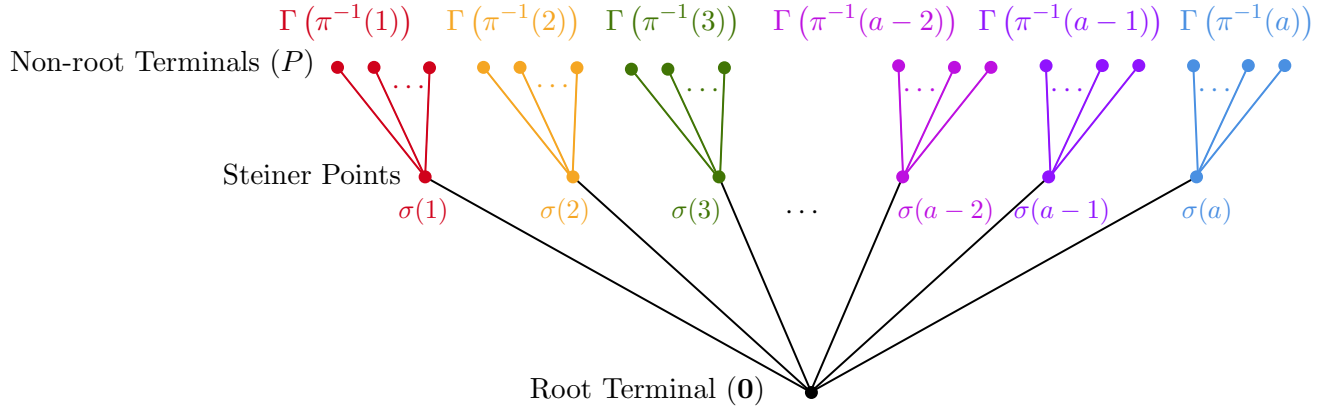 Γ (π⁻¹(1)) Γ (π⁻¹(2)) Γ (π⁻¹(3)) Γ (π⁻¹(a − 2)) Γ (π⁻¹(a − 1)) Γ (π⁻¹(a))
Non-root Terminals (P)
... ... ... ... ... ...
Steiner Points
σ(1) σ(2) σ(3) ... σ(a − 2) σ(a − 1) σ(a)
Root Terminal (0)